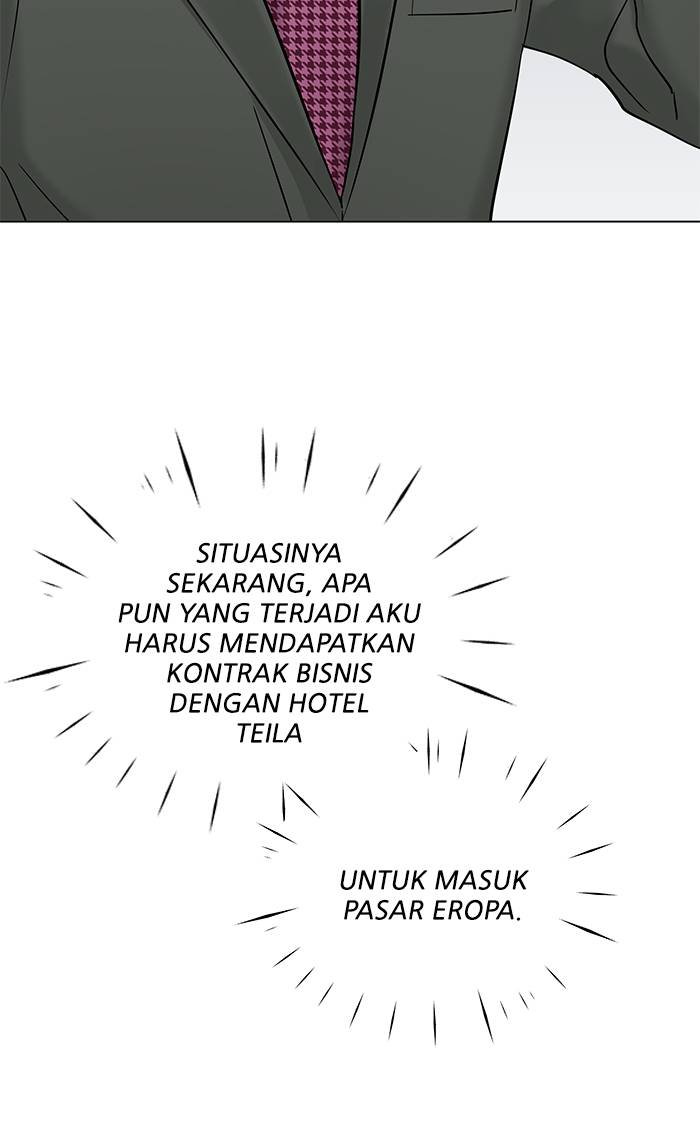 SITUASINYA
SEKARANG, APA
PUN YANG TERJADI AKU
HARUS MENDAPATKAN
KONTRAK BISNIS
DENGAN HOTEL
TEILA
UNTUK MASUK
PASAR EROPA.